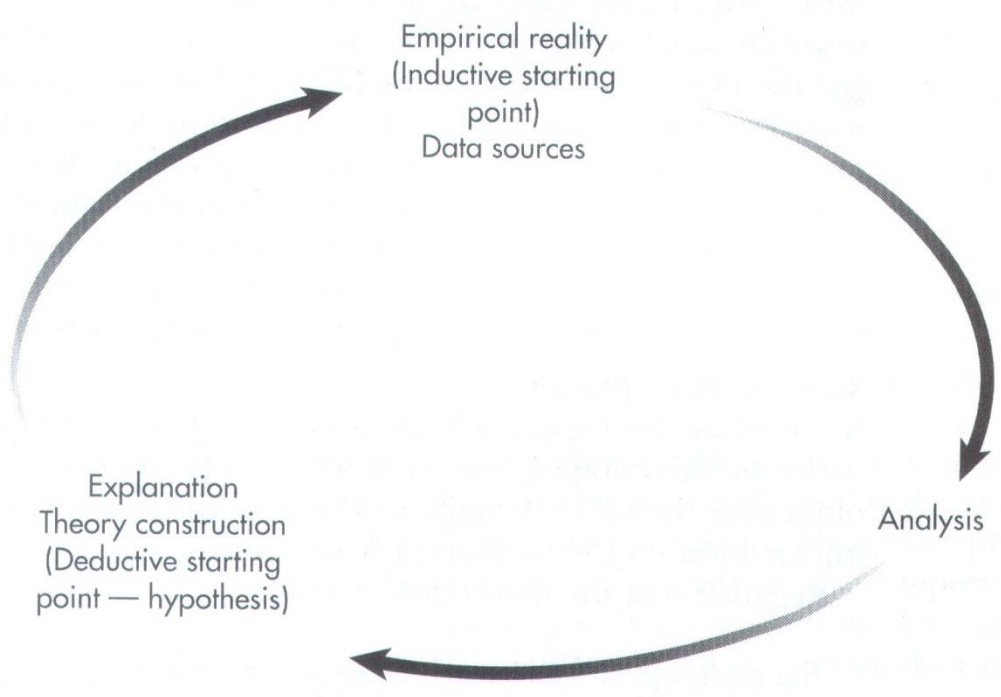 Empirical reality
(Inductive starting
point)
Data sources
Analysis
Explanation
Theory construction
(Deductive starting
point — hypothesis)